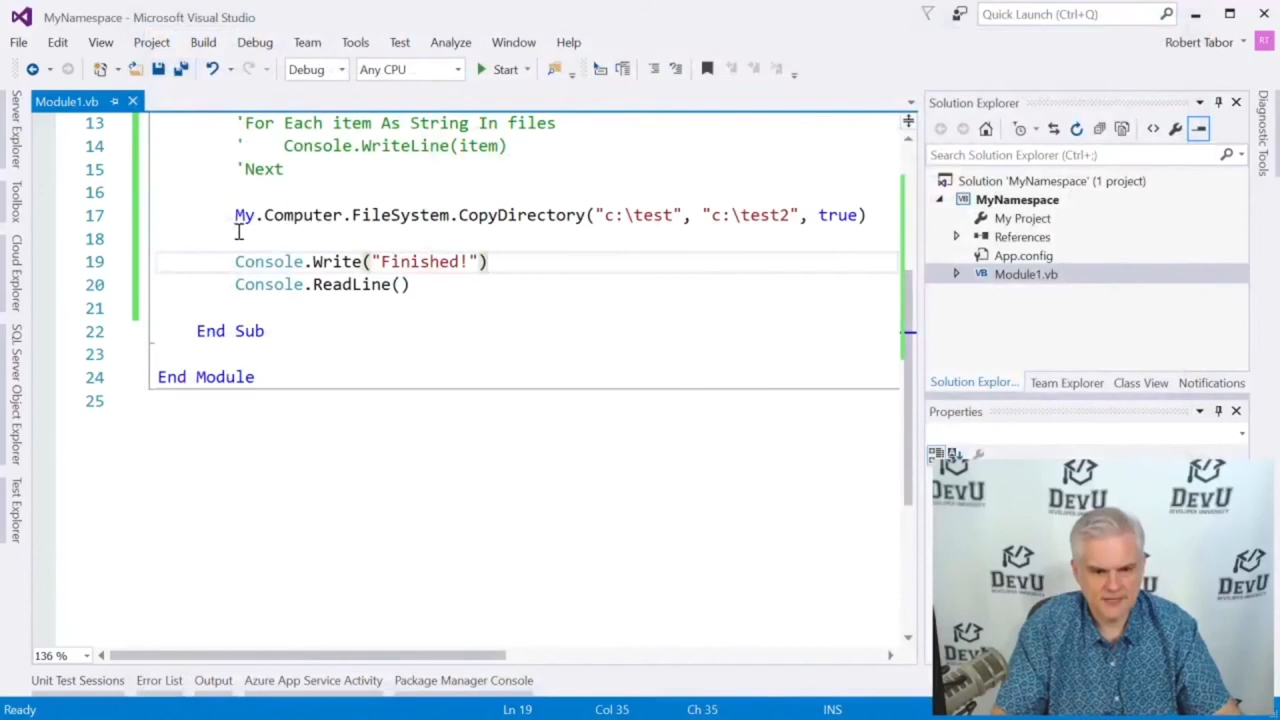 MyNamespace - Microsoft Visual Studio
Quick Launch (Ctrl+Q)
File Edit View Project Build Debug Team Tools Test Analyze Window Help
Robert Tabor RT
Debug Any CPU Start
Module1.vb
Server Explorer
Toolbox
Cloud Explorer
SQL Server Object Explorer
Test Explorer
13 'For Each item As String In files
14 ' Console.WriteLine(item)
15 'Next
16
17 My.Computer.FileSystem.CopyDirectory("c:\test", "c:\test2", true)
18
19 Console.Write("Finished!")
20 Console.ReadLine()
21
22 End Sub
23
24 End Module
25
136 %
Solution Explorer
Search Solution Explorer (Ctrl+;)
Solution 'MyNamespace' (1 project)
MyNamespace
My Project
References
App.config
VB Module1.vb
Solution Explor... Team Explorer Class View Notifications
Properties
Diagnostic Tools
DEVU DEVU DEVU
DEVELOPER UNIVERSITY
DEVU DEVU
Unit Test Sessions Error List Output Azure App Service Activity Package Manager Console
Ready Ln 19 Col 35 Ch 35 INS